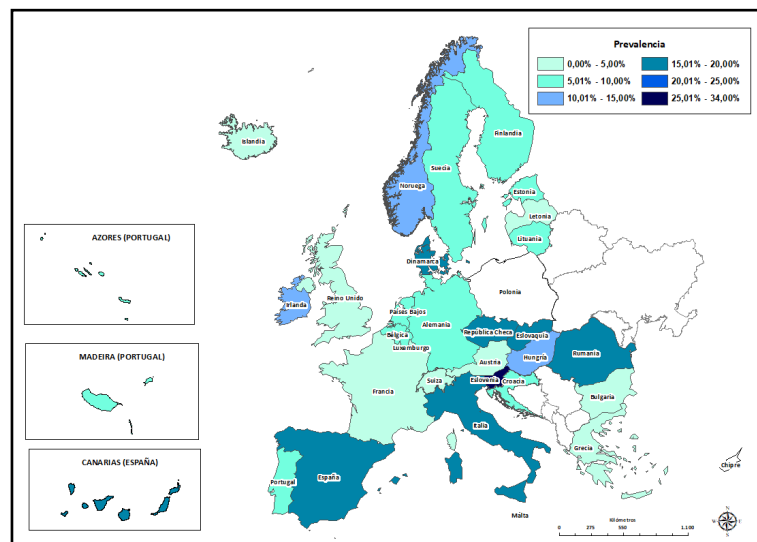 Prevalencia
0,00% - 5,00%
15,01% - 20,00%
5,01% - 10,00%
20,01% - 25,00%
10,01% - 15,00%
25,01% - 34,00%
Islandia
Finlandia
Suecia
Noruega
Estonia
Letonia
Lituania
AZORES (PORTUGAL)
Dinamarca
Polonia
Irlanda
Reino Unido
Países Bajos
Alemania
Bélgica
Luxemburgo
República Checa
Eslovaquia
MADEIRA (PORTUGAL)
Austria
Hungría
Rumania
Suiza
Eslovenia
Croacia
Francia
Bulgaria
Italia
Grecia
CANARIAS (ESPAÑA)
Portugal
España
Chipre
Malta
Kilómetros
0 275 550 1.100
N
W E
S